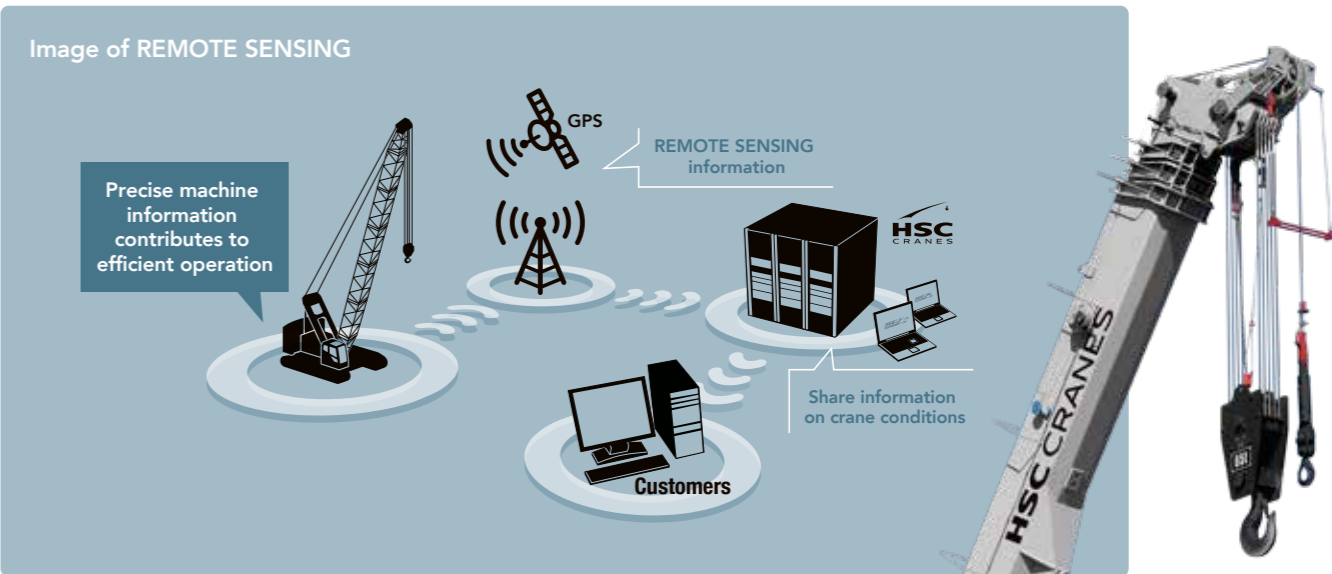 Image of REMOTE SENSING
GPS
REMOTE SENSING
information
Precise machine
information
contributes to
efficient operation
HSC
CRANES
Share information
on crane conditions
Customers
HSC CRANES